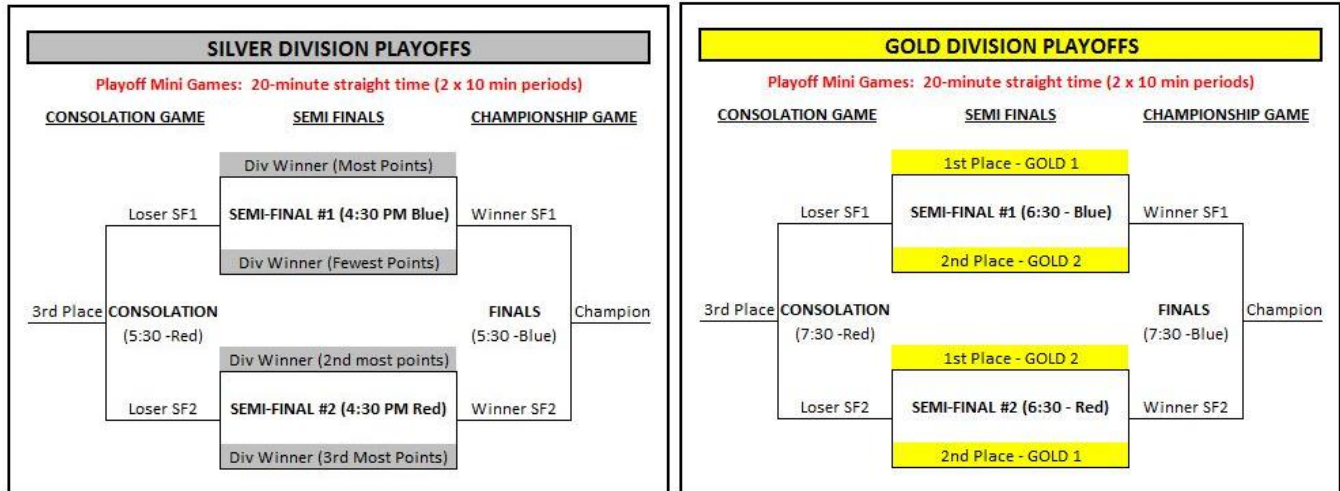 SILVER DIVISION PLAYOFFS
Playoff Mini Games:  20-minute straight time (2 x 10 min periods)
CONSOLATION GAME
SEMI FINALS
CHAMPIONSHIP GAME
Div Winner (Most Points)
Loser SF1
SEMI-FINAL #1 (4:30 PM Blue)
Winner SF1
Div Winner (Fewest Points)
3rd Place
CONSOLATION
(5:30 -Red)
FINALS
(5:30 -Blue)
Champion
Div Winner (2nd most points)
Loser SF2
SEMI-FINAL #2 (4:30 PM Red)
Winner SF2
Div Winner (3rd Most Points)
GOLD DIVISION PLAYOFFS
Playoff Mini Games:  20-minute straight time (2 x 10 min periods)
CONSOLATION GAME
SEMI FINALS
CHAMPIONSHIP GAME
1st Place - GOLD 1
Loser SF1
SEMI-FINAL #1 (6:30 - Blue)
Winner SF1
2nd Place - GOLD 2
3rd Place
CONSOLATION
(7:30 -Red)
FINALS
(7:30 -Blue)
Champion
1st Place - GOLD 2
Loser SF2
SEMI-FINAL #2 (6:30 - Red)
Winner SF2
2nd Place - GOLD 1